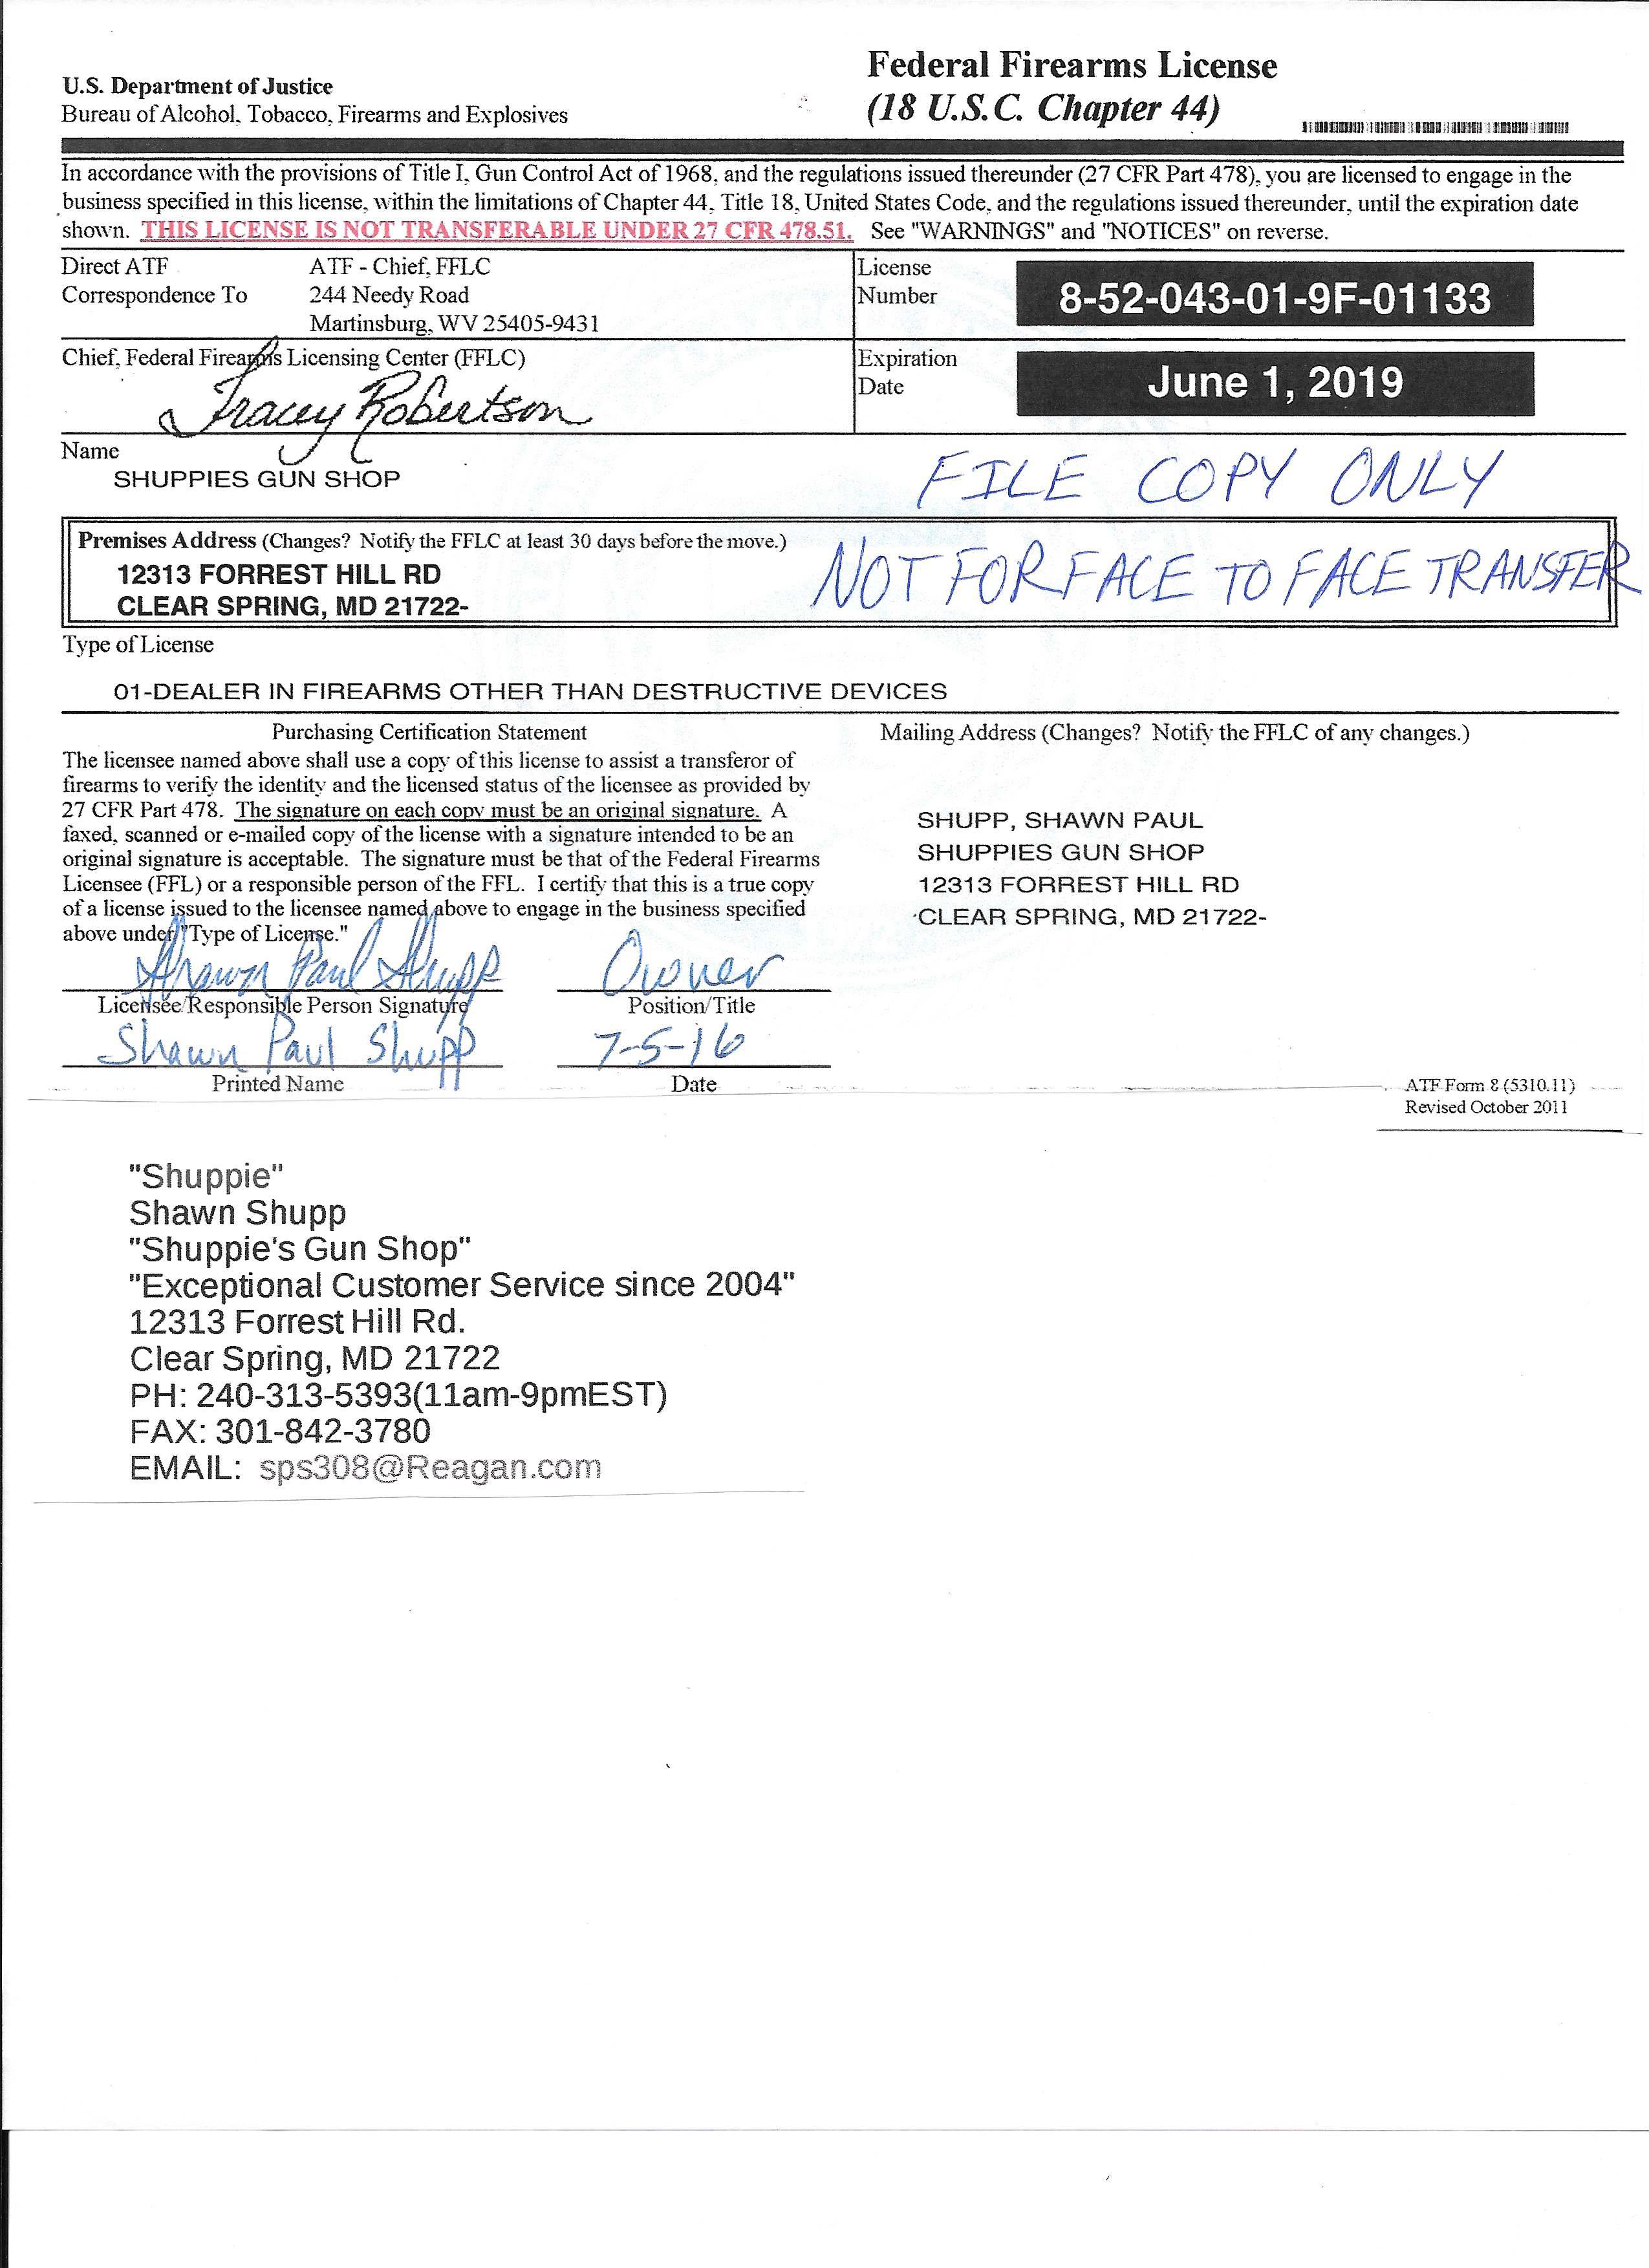 U.S. Department of Justice
Bureau of Alcohol, Tobacco, Firearms and Explosives
Federal Firearms License
(18 U.S.C. Chapter 44)
In accordance with the provisions of Title I, Gun Control Act of 1968, and the regulations issued thereunder (27 CFR Part 478), you are licensed to engage in the
business specified in this license, within the limitations of Chapter 44, Title 18, United States Code, and the regulations issued thereunder, until the expiration date
shown. THIS LICENSE IS NOT TRANSFERABLE UNDER 27 CFR 478.51. See "WARNINGS" and "NOTICES" on reverse.
Direct ATF
Correspondence To
ATF - Chief, FFLC
244 Needy Road
Martinsburg, WV 25405-9431
License
Number
8-52-043-01-9F-01133
Chief, Federal Firearms Licensing Center (FFLC)
Tracey Robertson
Expiration
Date
June 1, 2019
Name
SHUPPIES GUN SHOP
FILE COPY ONLY
Premises Address (Changes? Notify the FFLC at least 30 days before the move.)
12313 FORREST HILL RD
CLEAR SPRING, MD 21722-
NOT FOR FACE TO FACE TRANSFER
Type of License
01-DEALER IN FIREARMS OTHER THAN DESTRUCTIVE DEVICES
Purchasing Certification Statement
The licensee named above shall use a copy of this license to assist a transferor of
firearms to verify the identity and the licensed status of the licensee as provided by
27 CFR Part 478. The signature on each copy must be an original signature. A
faxed, scanned or e-mailed copy of the license with a signature intended to be an
original signature is acceptable. The signature must be that of the Federal Firearms
Licensee (FFL) or a responsible person of the FFL. I certify that this is a true copy
of a license issued to the licensee named above to engage in the business specified
above under "Type of License."
Shawn Paul Shupp
Owner
Licensee/Responsible Person Signature
Position/Title
Shawn Paul Shupp
7-5-16
Printed Name
Date
Mailing Address (Changes? Notify the FFLC of any changes.)
SHUPP, SHAWN PAUL
SHUPPIES GUN SHOP
12313 FORREST HILL RD
CLEAR SPRING, MD 21722-
ATF Form 8 (5310.11)
Revised October 2011
"Shuppie"
Shawn Shupp
"Shuppie's Gun Shop"
"Exceptional Customer Service since 2004"
12313 Forrest Hill Rd.
Clear Spring, MD 21722
PH: 240-313-5393(11am-9pmEST)
FAX: 301-842-3780
EMAIL: sps308@Reagan.com